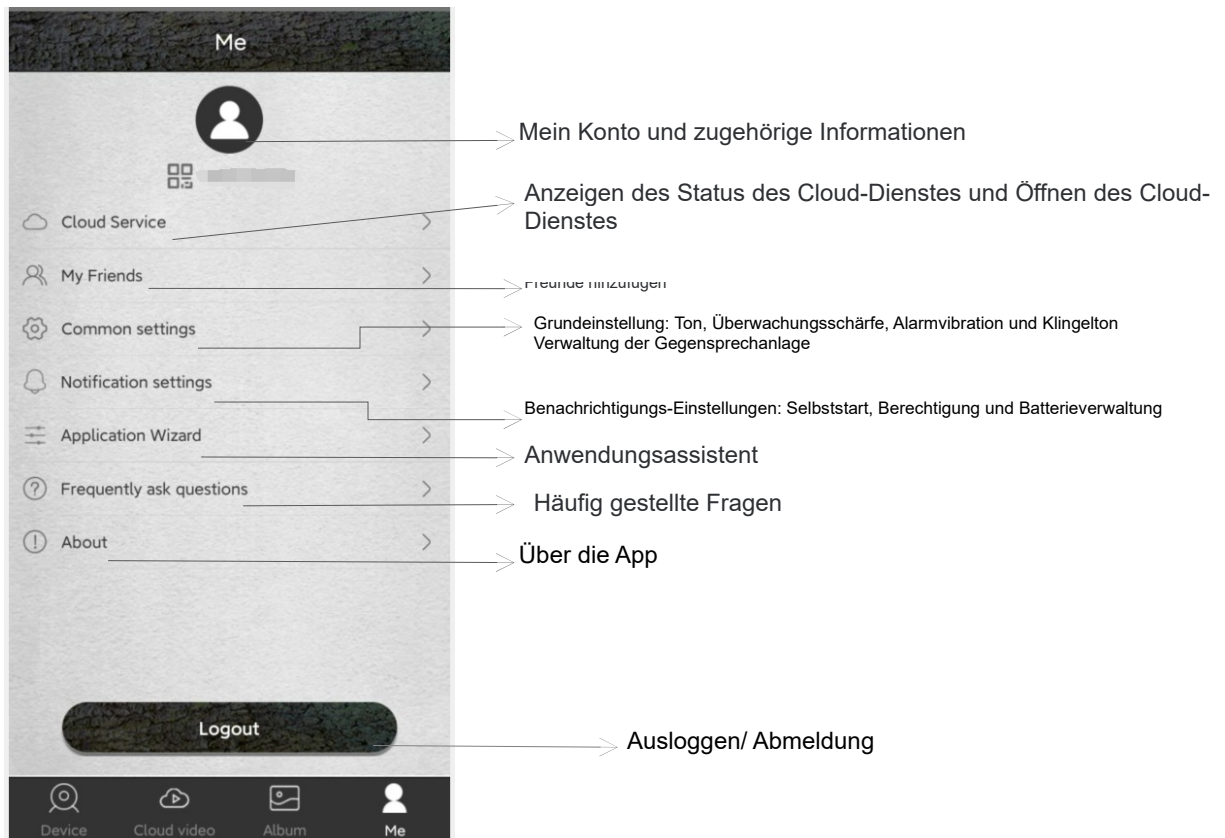 Me
Mein Konto und zugehörige Informationen
Anzeigen des Status des Cloud-Dienstes und Öffnen des Cloud-
Dienstes
Cloud Service
My Friends
Freunde hinzufügen
Common settings
Grundeinstellung: Ton, Überwachungsschärfe, Alarmvibration und Klingelton
Verwaltung der Gegensprechanlage
Notification settings
Benachrichtigungs-Einstellungen: Selbststart, Berechtigung und Batterieverwaltung
Application Wizard
Anwendungsassistent
Frequently ask questions
Häufig gestellte Fragen
About
Über die App
Logout
Ausloggen/ Abmeldung
Device
Cloud video
Album
Me